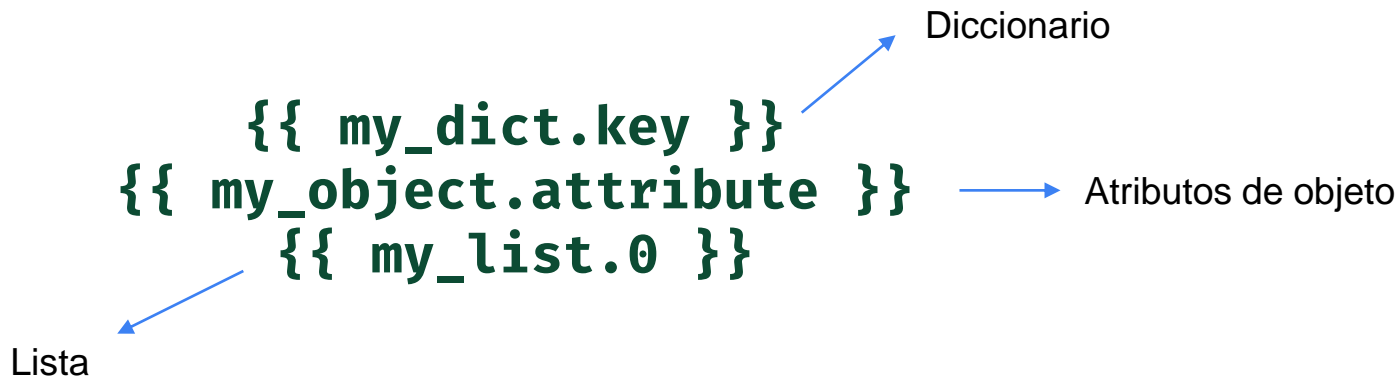 Diccionario
{{ my_dict.key }}
{{ my_object.attribute }}
Atributos de objeto
{{ my_list.0 }}
Lista